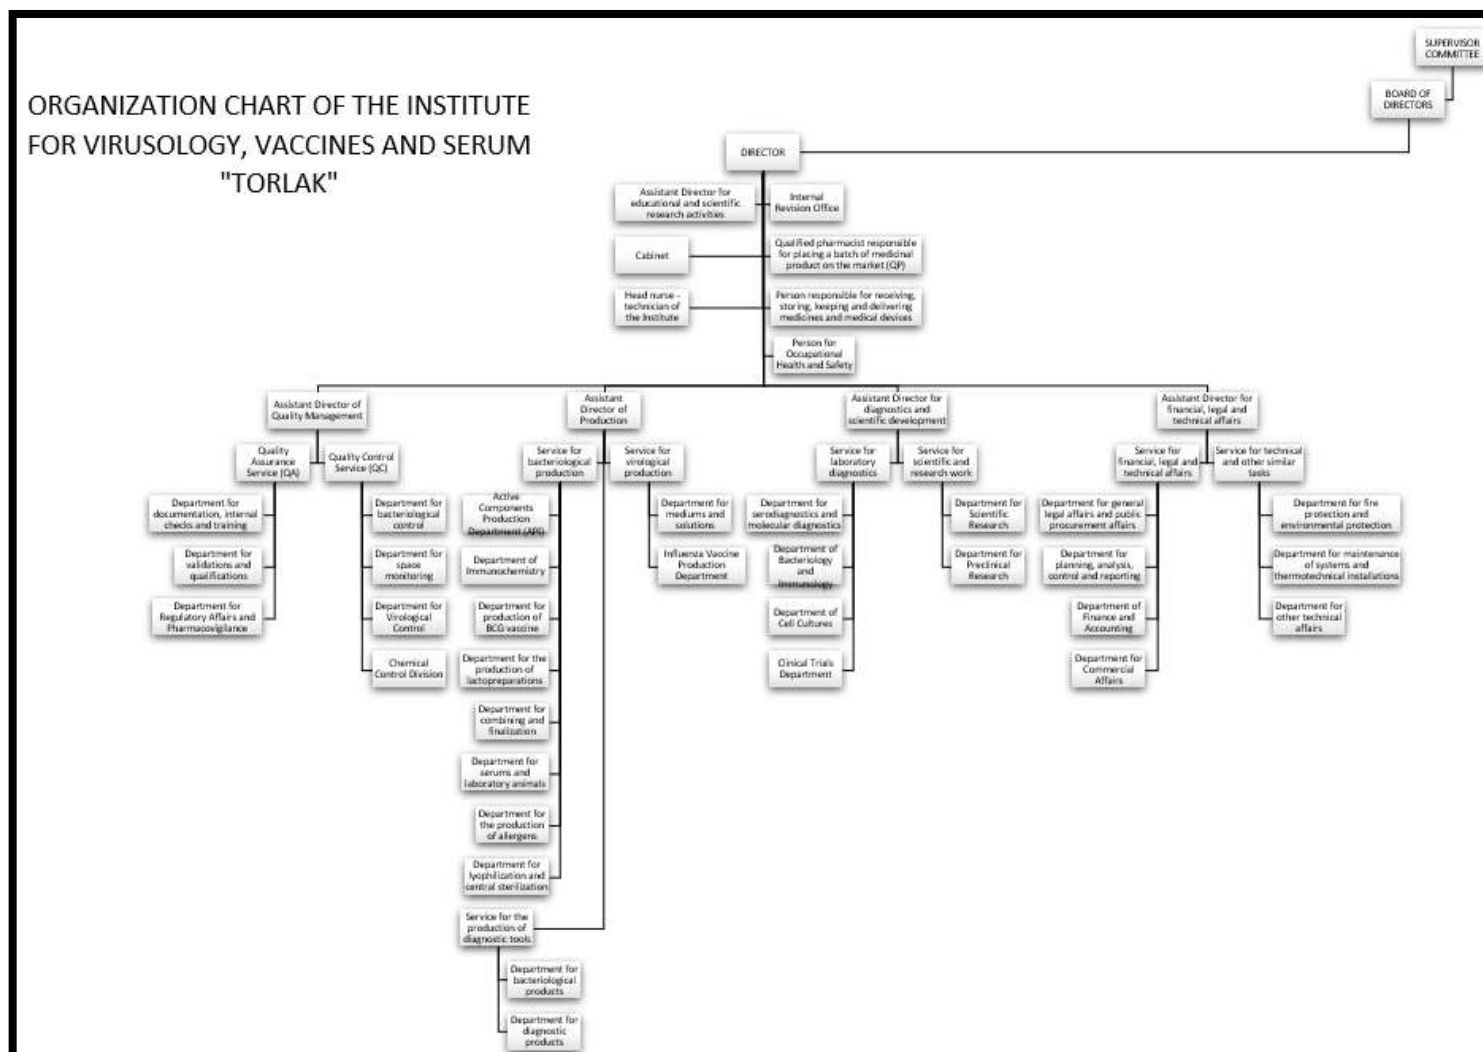 SUPERVISOR
COMMITTEE
BOARD OF
DIRECTORS
ORGANIZATION CHART OF THE INSTITUTE
FOR VIRUSOLOGY, VACCINES AND SERUM
"TORLAK"
DIRECTOR
Assistant Director for
educational and scientific
research activities
Internal
Revision Office
Cabinet
Qualified pharmacist responsible
for placing a batch of medicinal
product on the market (QP)
Head nurse -
technician of
the Institute
Person responsible for receiving,
storing, keeping and delivering
medicines and medical devices
Person for
Occupational
Health and Safety
Assistant Director of
Quality Management
Quality
Assurance
Service (QA)
Quality Control
Service (QC)
Department for
documentation, internal
checks and training
Department for
validations and
qualifications
Department for
Regulatory Affairs and
Pharmacovigilance
Department for
bacteriological
control
Department for
space
monitoring
Department for
Virological
Control
Chemical
Control Division
Assistant
Director of
Production
Service for
bacteriological
production
Service for
virological
production
Active
Components
Production
Department (API)
Department of
Immunochemistry
Department for
production of
BCG vaccine
Department for the
production of
lactopreparations
Department for
combining and
finalization
Department for
serums and
laboratory animals
Department for
the production
of allergens
Department for
lyophilization and
central sterilization
Department for
mediums and
solutions
Influenza Vaccine
Production
Department
Service for the
production of
diagnostic tools
Department for
bacteriological
products
Department for
diagnostic
products
Assistant Director for
diagnostics and
scientific development
Service for
laboratory
diagnostics
Service for
scientific and
research work
Department for
serodiagnostics and
molecular diagnostics
Department of
Bacteriology
and
Immunology
Department of
Cell Cultures
Clinical Trials
Department
Department for
Scientific
Research
Department for
Preclinical
Research
Assistant Director for
financial, legal and
technical affairs
Service for
financial, legal and
technical affairs
Service for technical
and other similar
tasks
Department for general
legal affairs and public
procurement affairs
Department for
planning, analysis,
control and reporting
Department of
Finance and
Accounting
Department for
Commercial
Affairs
Department for fire
protection and
environmental protection
Department for maintenance
of systems and
thermotechnical installations
Department for
other technical
affairs